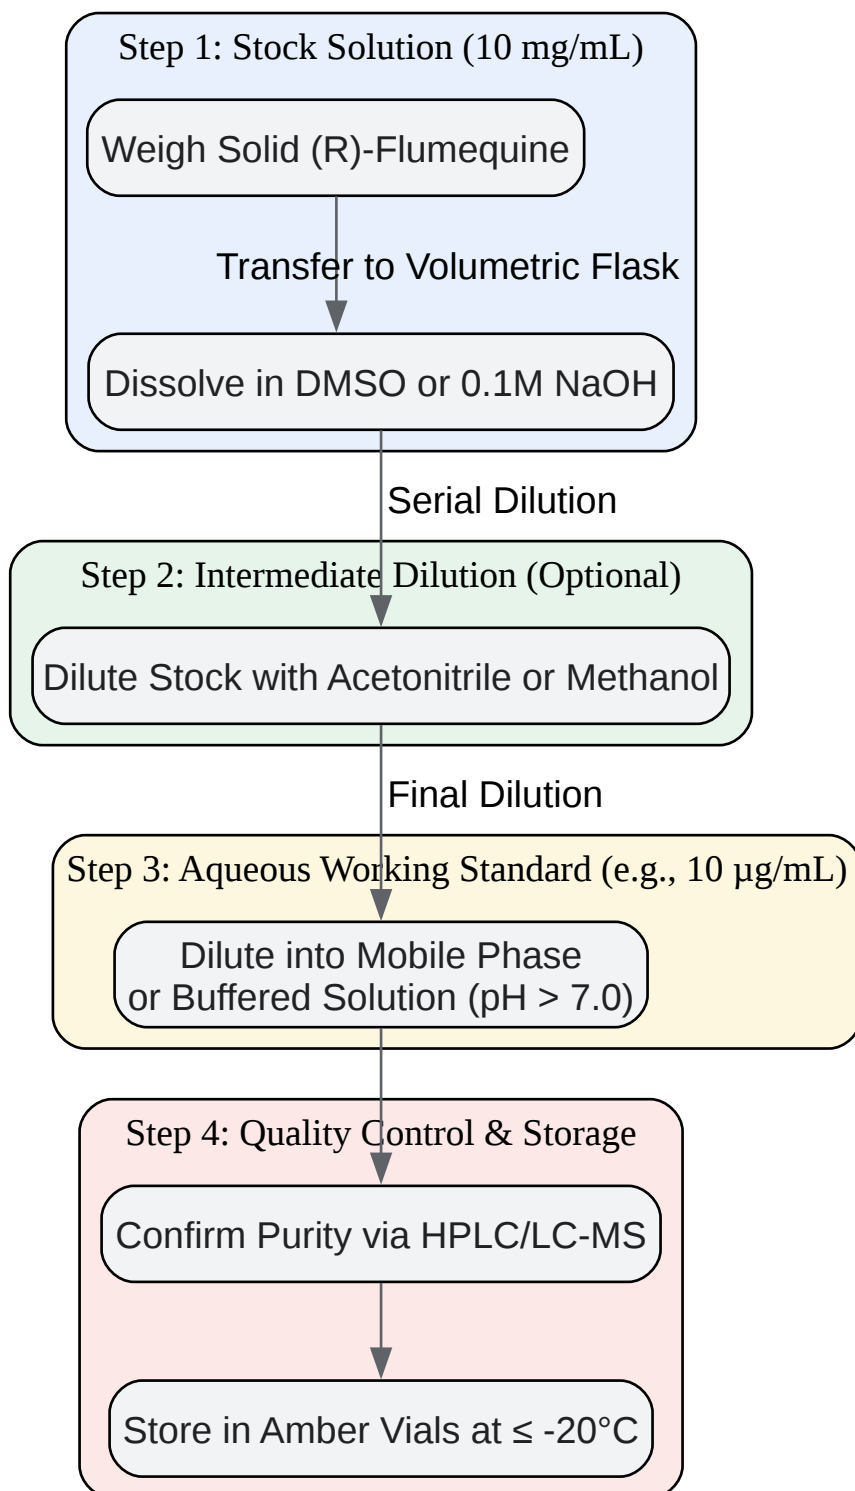 Step 1: Stock Solution (10 mg/mL)
Weigh Solid (R)-Flumequine
Transfer to Volumetric Flask
Dissolve in DMSO or 0.1M NaOH
Serial Dilution
Step 2: Intermediate Dilution (Optional)
Dilute Stock with Acetonitrile or Methanol
Final Dilution
Step 3: Aqueous Working Standard (e.g., 10 µg/mL)
Dilute into Mobile Phase
or Buffered Solution (pH > 7.0)
Step 4: Quality Control & Storage
Confirm Purity via HPLC/LC-MS
Store in Amber Vials at ≤ -20°C